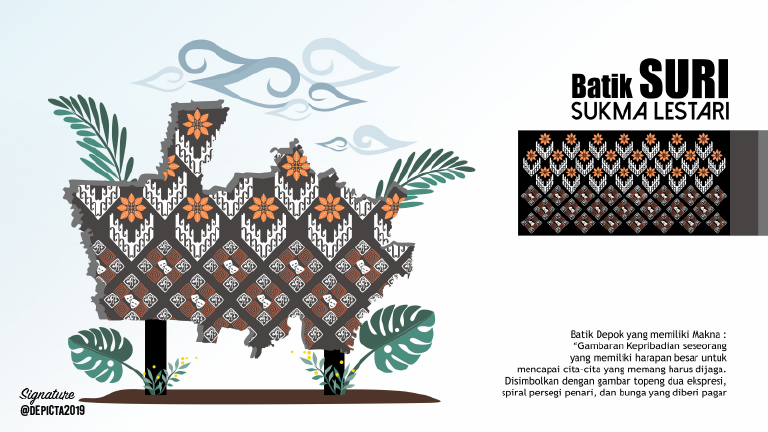 Batik SURI
SUKMA LESTARI
Batik Depok yang memiliki Makna :
"Gambaran Kepribadian seseorang
yang memiliki harapan besar untuk
mencapai cita-cita yang memang harus dijaga.
Disimbolkan dengan gambar topeng dua ekspresi,
spiral persegi penari, dan bunga yang diberi pagar
Signature
@DEPICTA2019